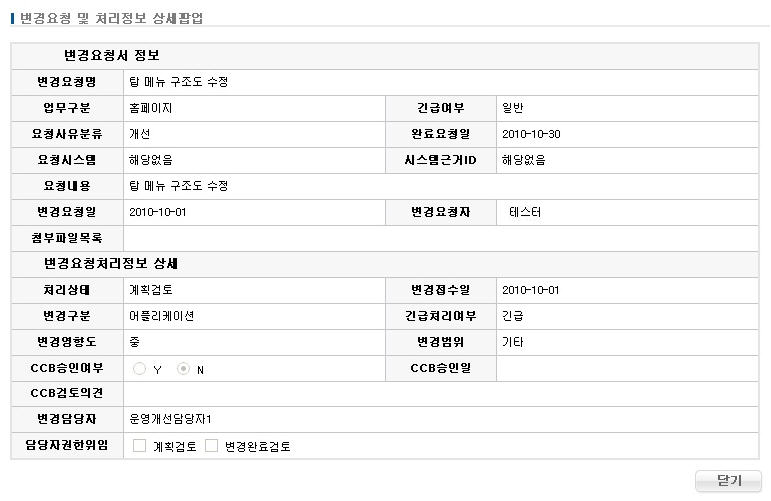 변경요청 및 처리정보 상세팝업
변경요청서 정보
변경요청명 탑 메뉴 구조도 수정
업무구분 홈페이지 긴급여부 일반
요청사유분류 개선 완료요청일 2010-10-30
요청시스템 해당없음 시스템근거ID 해당없음
요청내용 탑 메뉴 구조도 수정
변경요청일 2010-10-01 변경요청자 테스터
첨부파일목록
변경요청처리정보 상세
처리상태 계획검토 변경접수일 2010-10-01
변경구분 어플리케이션 긴급처리여부 긴급
변경영향도 중 변경범위 기타
CCB승인여부 Y N CCB승인일
CCB검토의견
변경담당자 운영개선담당자1
담당자권한위임 계획검토 변경완료검토
닫기